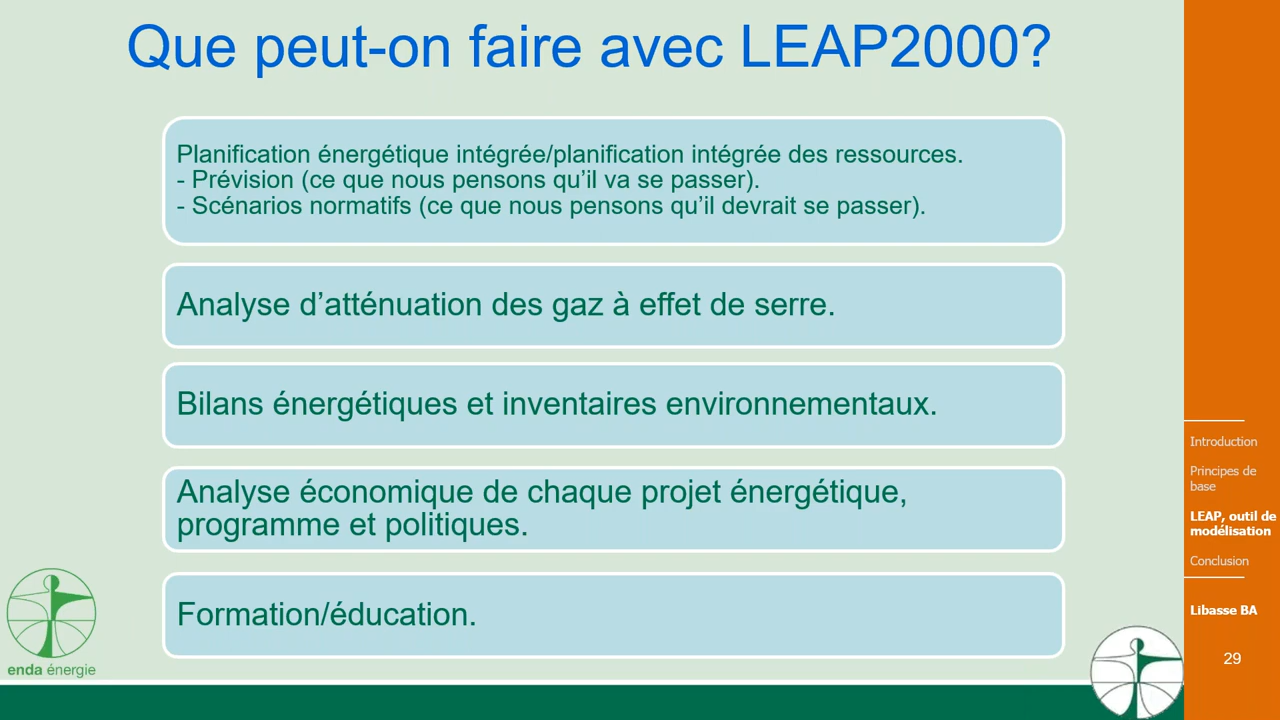 Que peut-on faire avec LEAP2000?
Planification énergétique intégrée/planification intégrée des ressources.
- Prévision (ce que nous pensons qu’il va se passer).
- Scénarios normatifs (ce que nous pensons qu’il devrait se passer).
Analyse d’atténuation des gaz à effet de serre.
Bilans énergétiques et inventaires environnementaux.
Analyse économique de chaque projet énergétique,
programme et politiques.
Formation/éducation.
enda énergie
Introduction
Principes de
base
LEAP, outil de
modélisation
Conclusion
Libasse BA
29